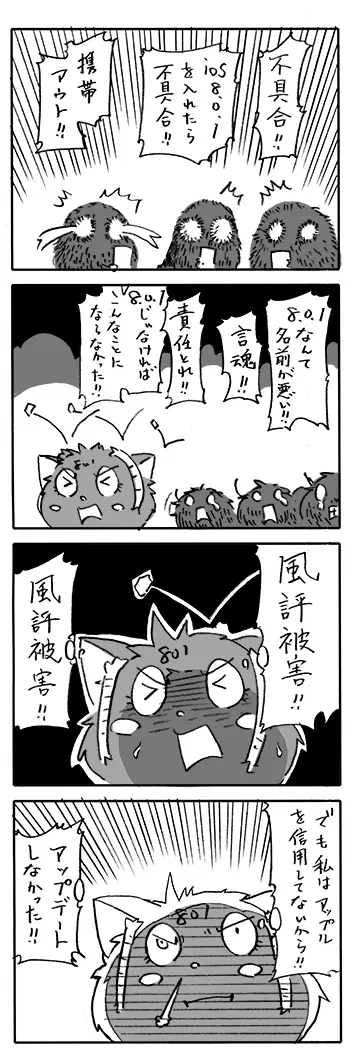 不具合!!
iOS
8.0.1
を入れたら
不具合!!
携帯
アウト!!
8.0.1なんて
名前が悪い!!
言魂!!
責任とれ!!
8.0.1
じゃなければ
こんなことに
ならなかった!!
801
風評被害!!
801
風評被害!!
でも私はアップル
を信用してないから!!
アップデート
しなかった!!
801